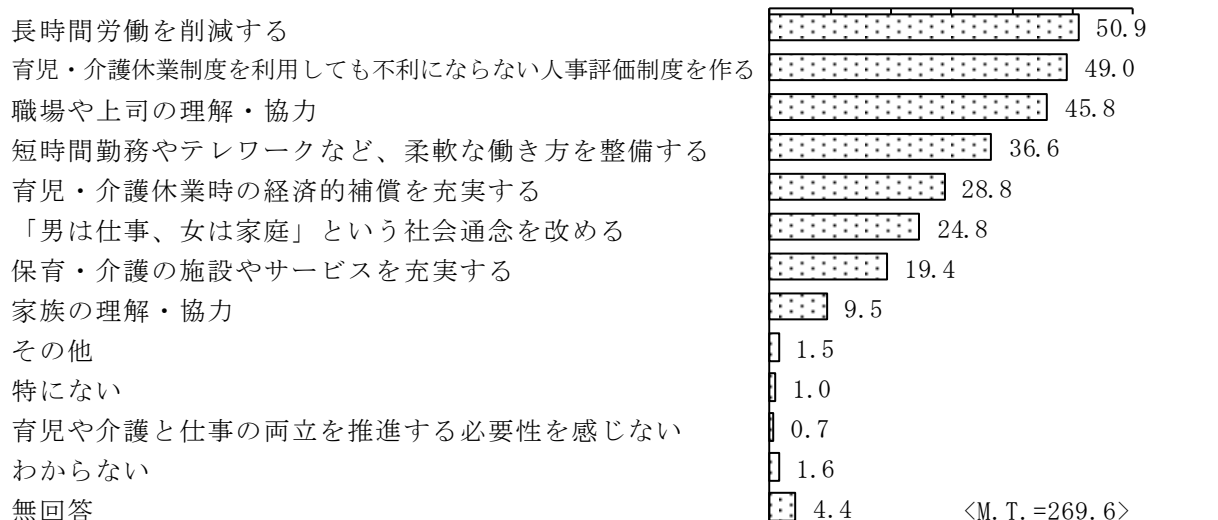 長時間労働を削減する 50.9
育児・介護休業制度を利用しても不利にならない人事評価制度を作る 49.0
職場や上司の理解・協力 45.8
短時間勤務やテレワークなど、柔軟な働き方を整備する 36.6
育児・介護休業時の経済的補償を充実する 28.8
「男は仕事、女は家庭」という社会通念を改める 24.8
保育・介護の施設やサービスを充実する 19.4
家族の理解・協力 9.5
その他 1.5
特にない 1.0
育児や介護と仕事の両立を推進する必要性を感じない 0.7
わからない 1.6
無回答 4.4 <M.T.=269.6>